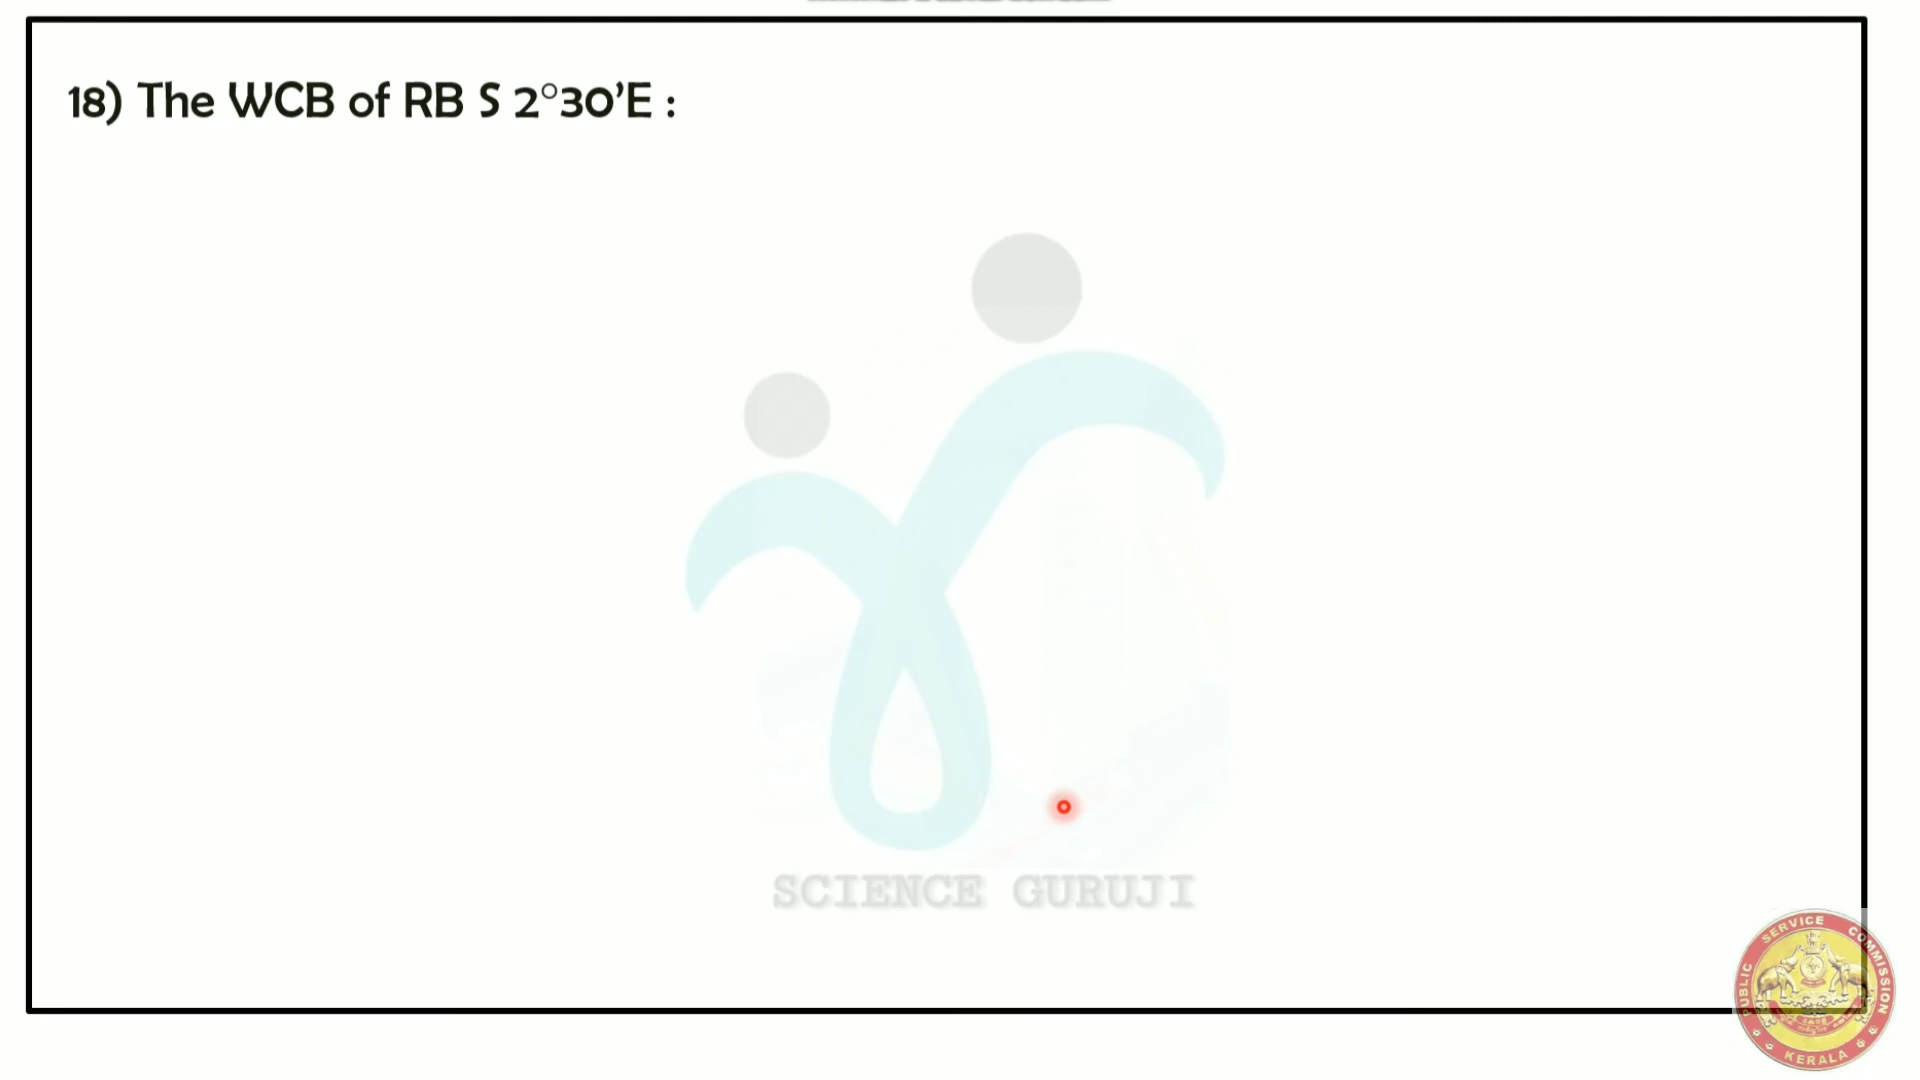 18) The WCB of RB S 2°30’E :
SCIENCE GURUJI
PUBLIC SERVICE COMMISSION
KERALA